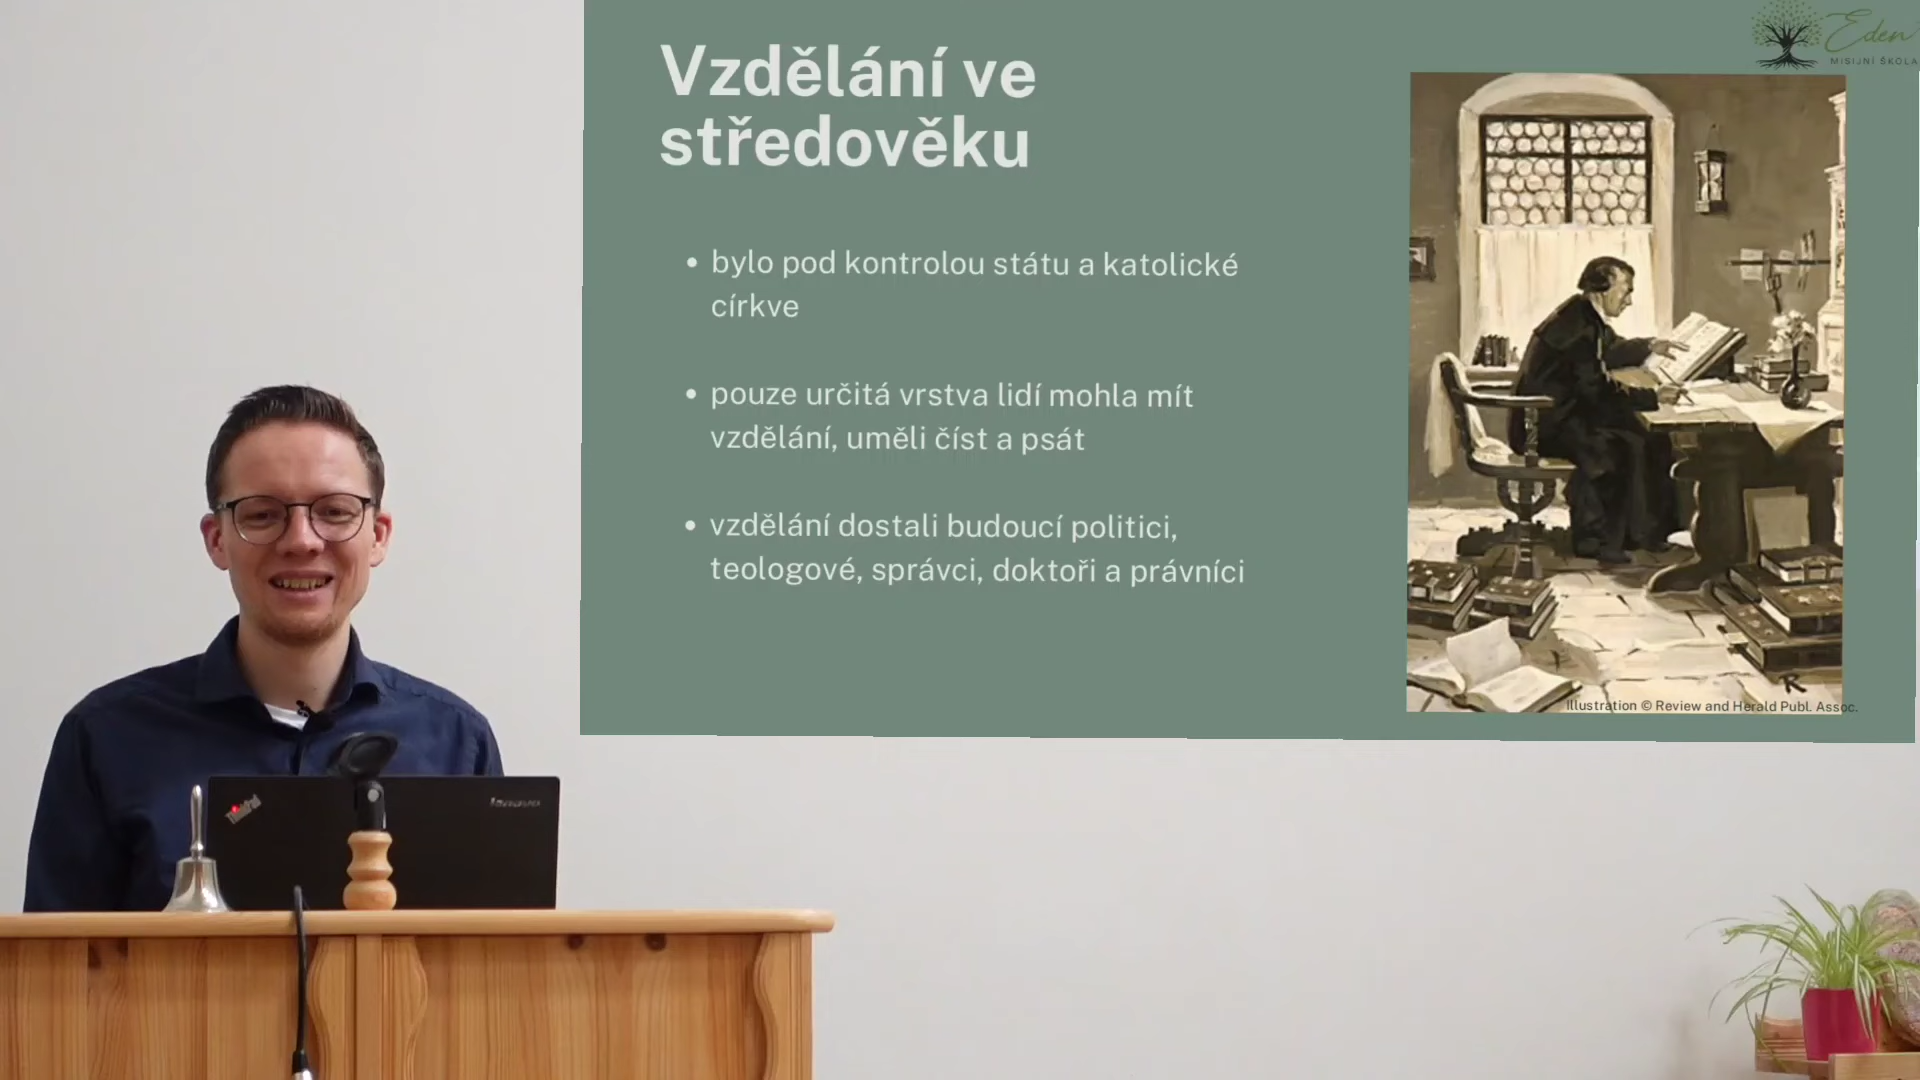 Eden
MISIJNÍ ŠKOLA
Vzdělání ve
středověku
• bylo pod kontrolou státu a katolické
církve
• pouze určitá vrstva lidí mohla mít
vzdělání, uměli číst a psát
• vzdělání dostali budoucí politici,
teologové, správci, doktoři a právníci
R
Illustration © Review and Herald Publ. Assoc.
ThinkPad
lenovo